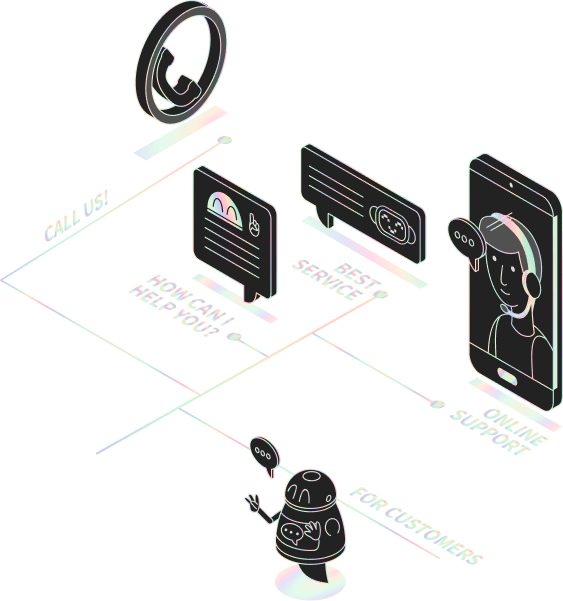 CALL US!
HOW CAN I
HELP YOU?
BEST
SERVICE
ONLINE
SUPPORT
FOR CUSTOMERS